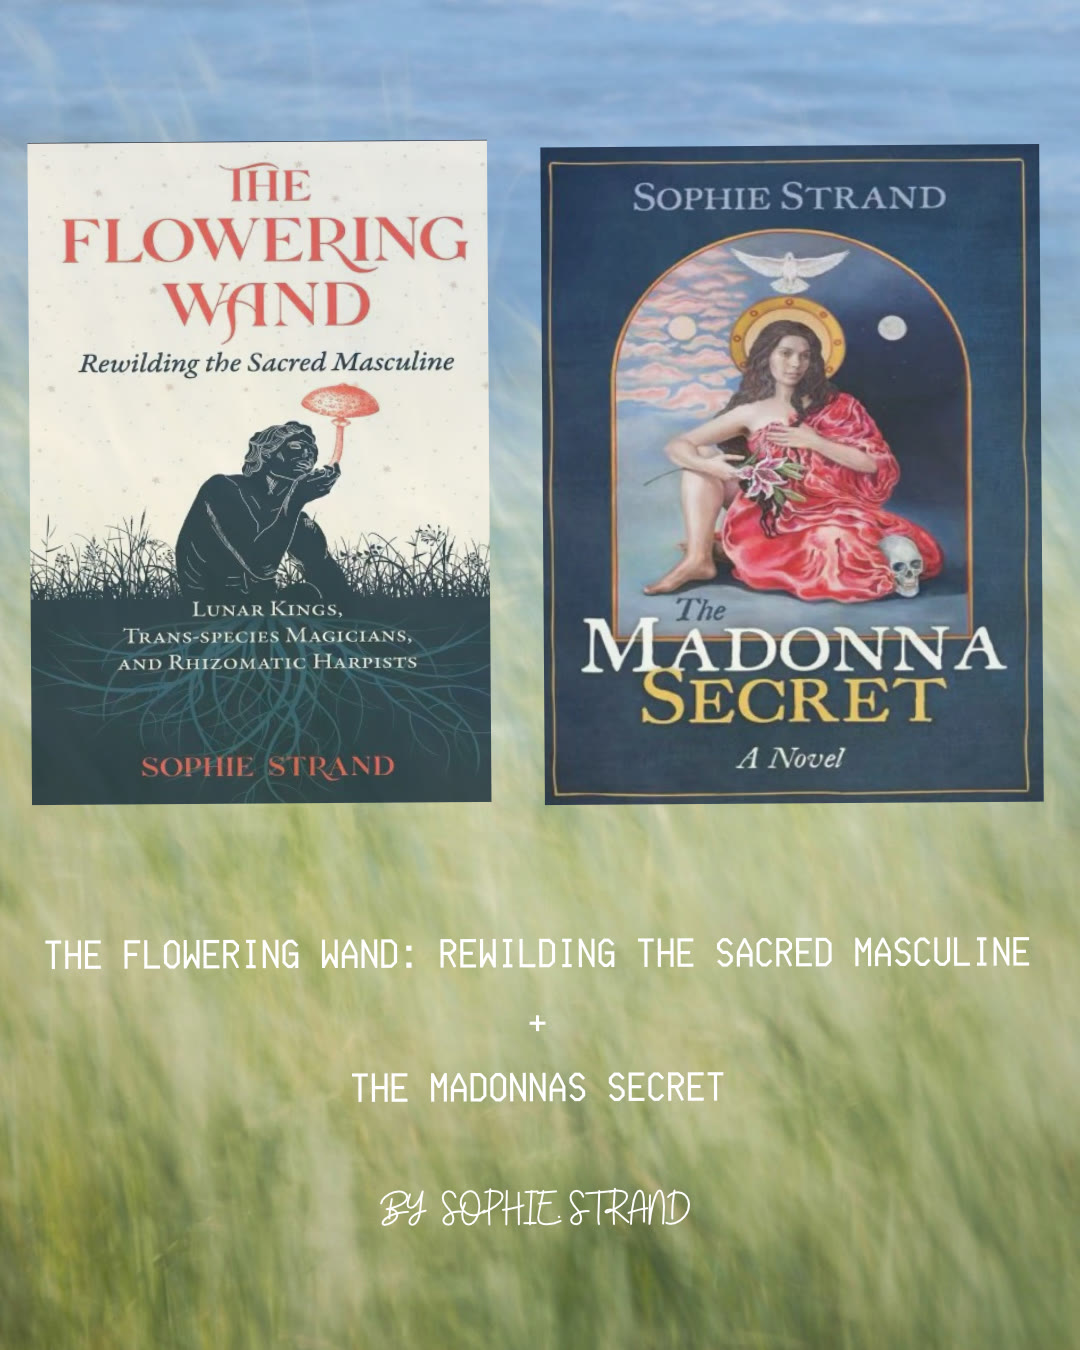 THE
FLOWERING
WAND
Rewilding the Sacred Masculine
LUNAR KINGS,
TRANS-SPECIES MAGICIANS,
AND RHIZOMATIC HARPISTS
SOPHIE STRAND
SOPHIE STRAND
The
MADONNA
SECRET
A Novel
THE FLOWERING WAND: REWILDING THE SACRED MASCULINE
+
THE MADONNAS SECRET
BY SOPHIE STRAND